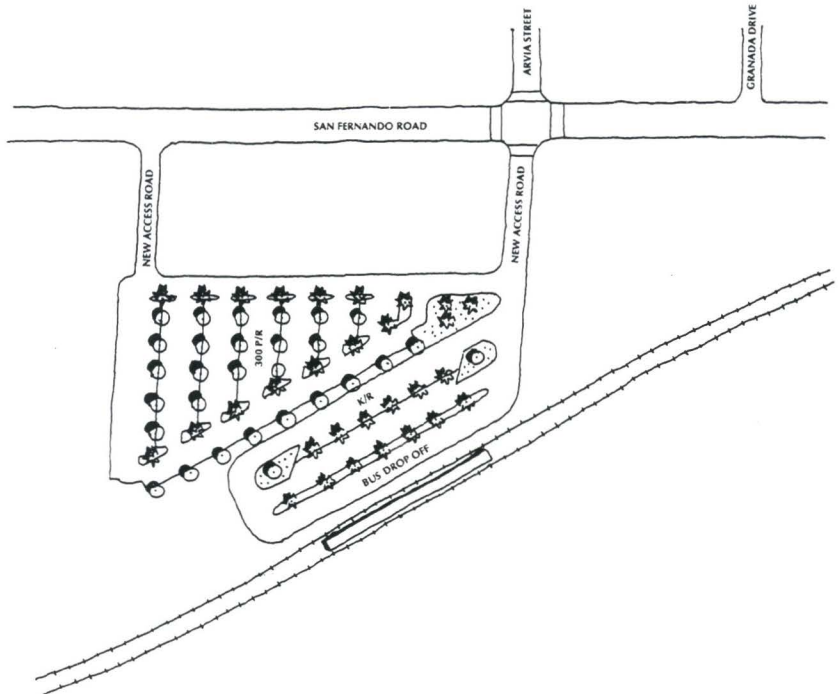 ARVIA STREET
GRANADA DRIVE
SAN FERNANDO ROAD
NEW ACCESS ROAD
NEW ACCESS ROAD
300 P/R
K/R
BUS DROP OFF